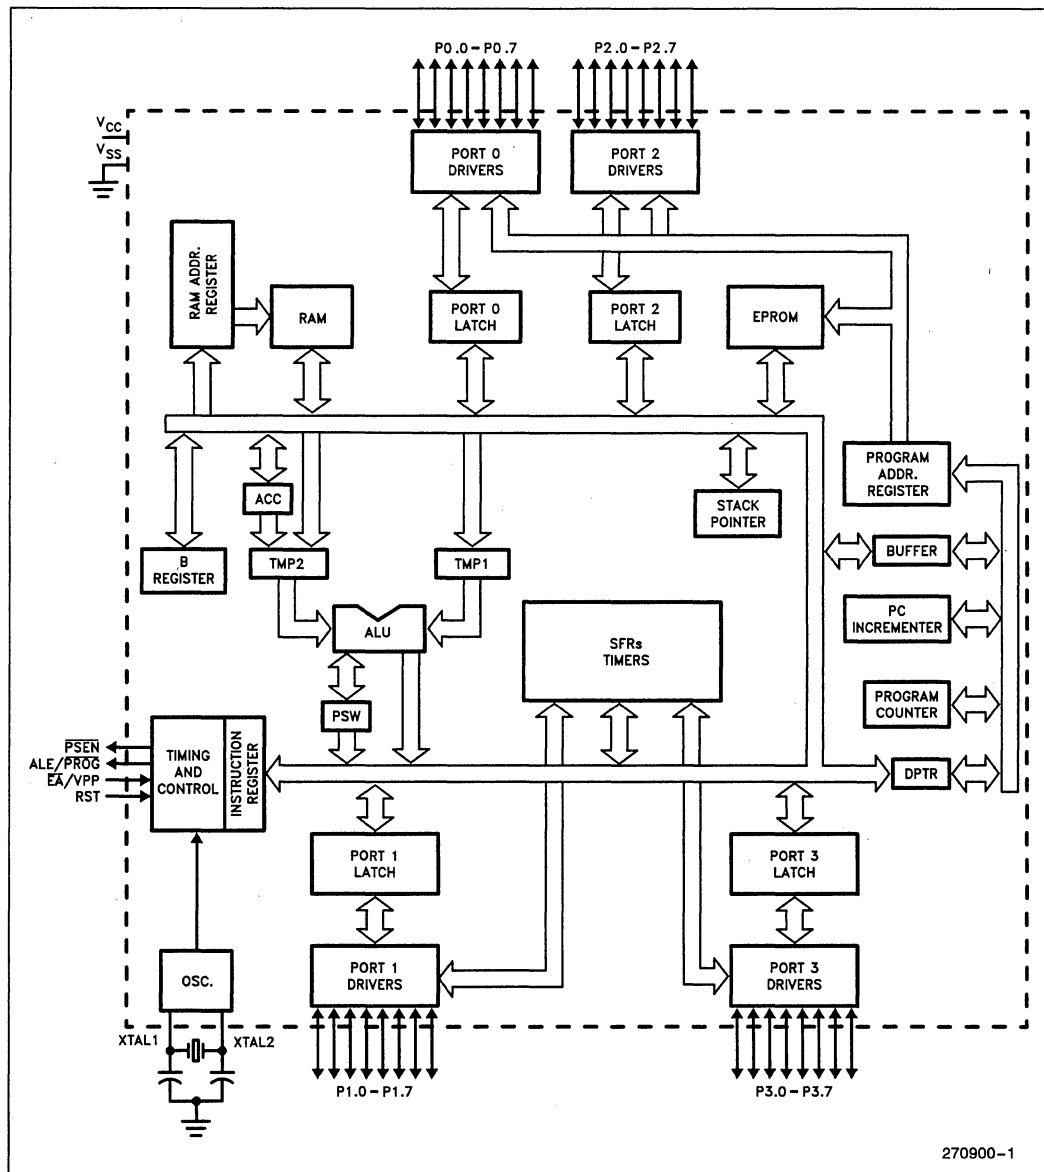 P0.0–P0.7
P2.0–P2.7
VCC
VSS
PORT 0
DRIVERS
PORT 2
DRIVERS
RAM ADDR.
REGISTER
RAM
PORT 0
LATCH
PORT 2
LATCH
EPROM
PROGRAM
ADDR.
REGISTER
ACC
STACK
POINTER
B
REGISTER
TMP2
TMP1
BUFFER
ALU
SFRs
TIMERS
PC
INCREMENTER
PSW
PROGRAM
COUNTER
PSEN
ALE/PROG
EA/VPP
RST
TIMING
AND
CONTROL
INSTRUCTION
REGISTER
DPTR
PORT 1
LATCH
PORT 3
LATCH
OSC.
PORT 1
DRIVERS
PORT 3
DRIVERS
XTAL1
XTAL2
P1.0–P1.7
P3.0–P3.7
270900-1